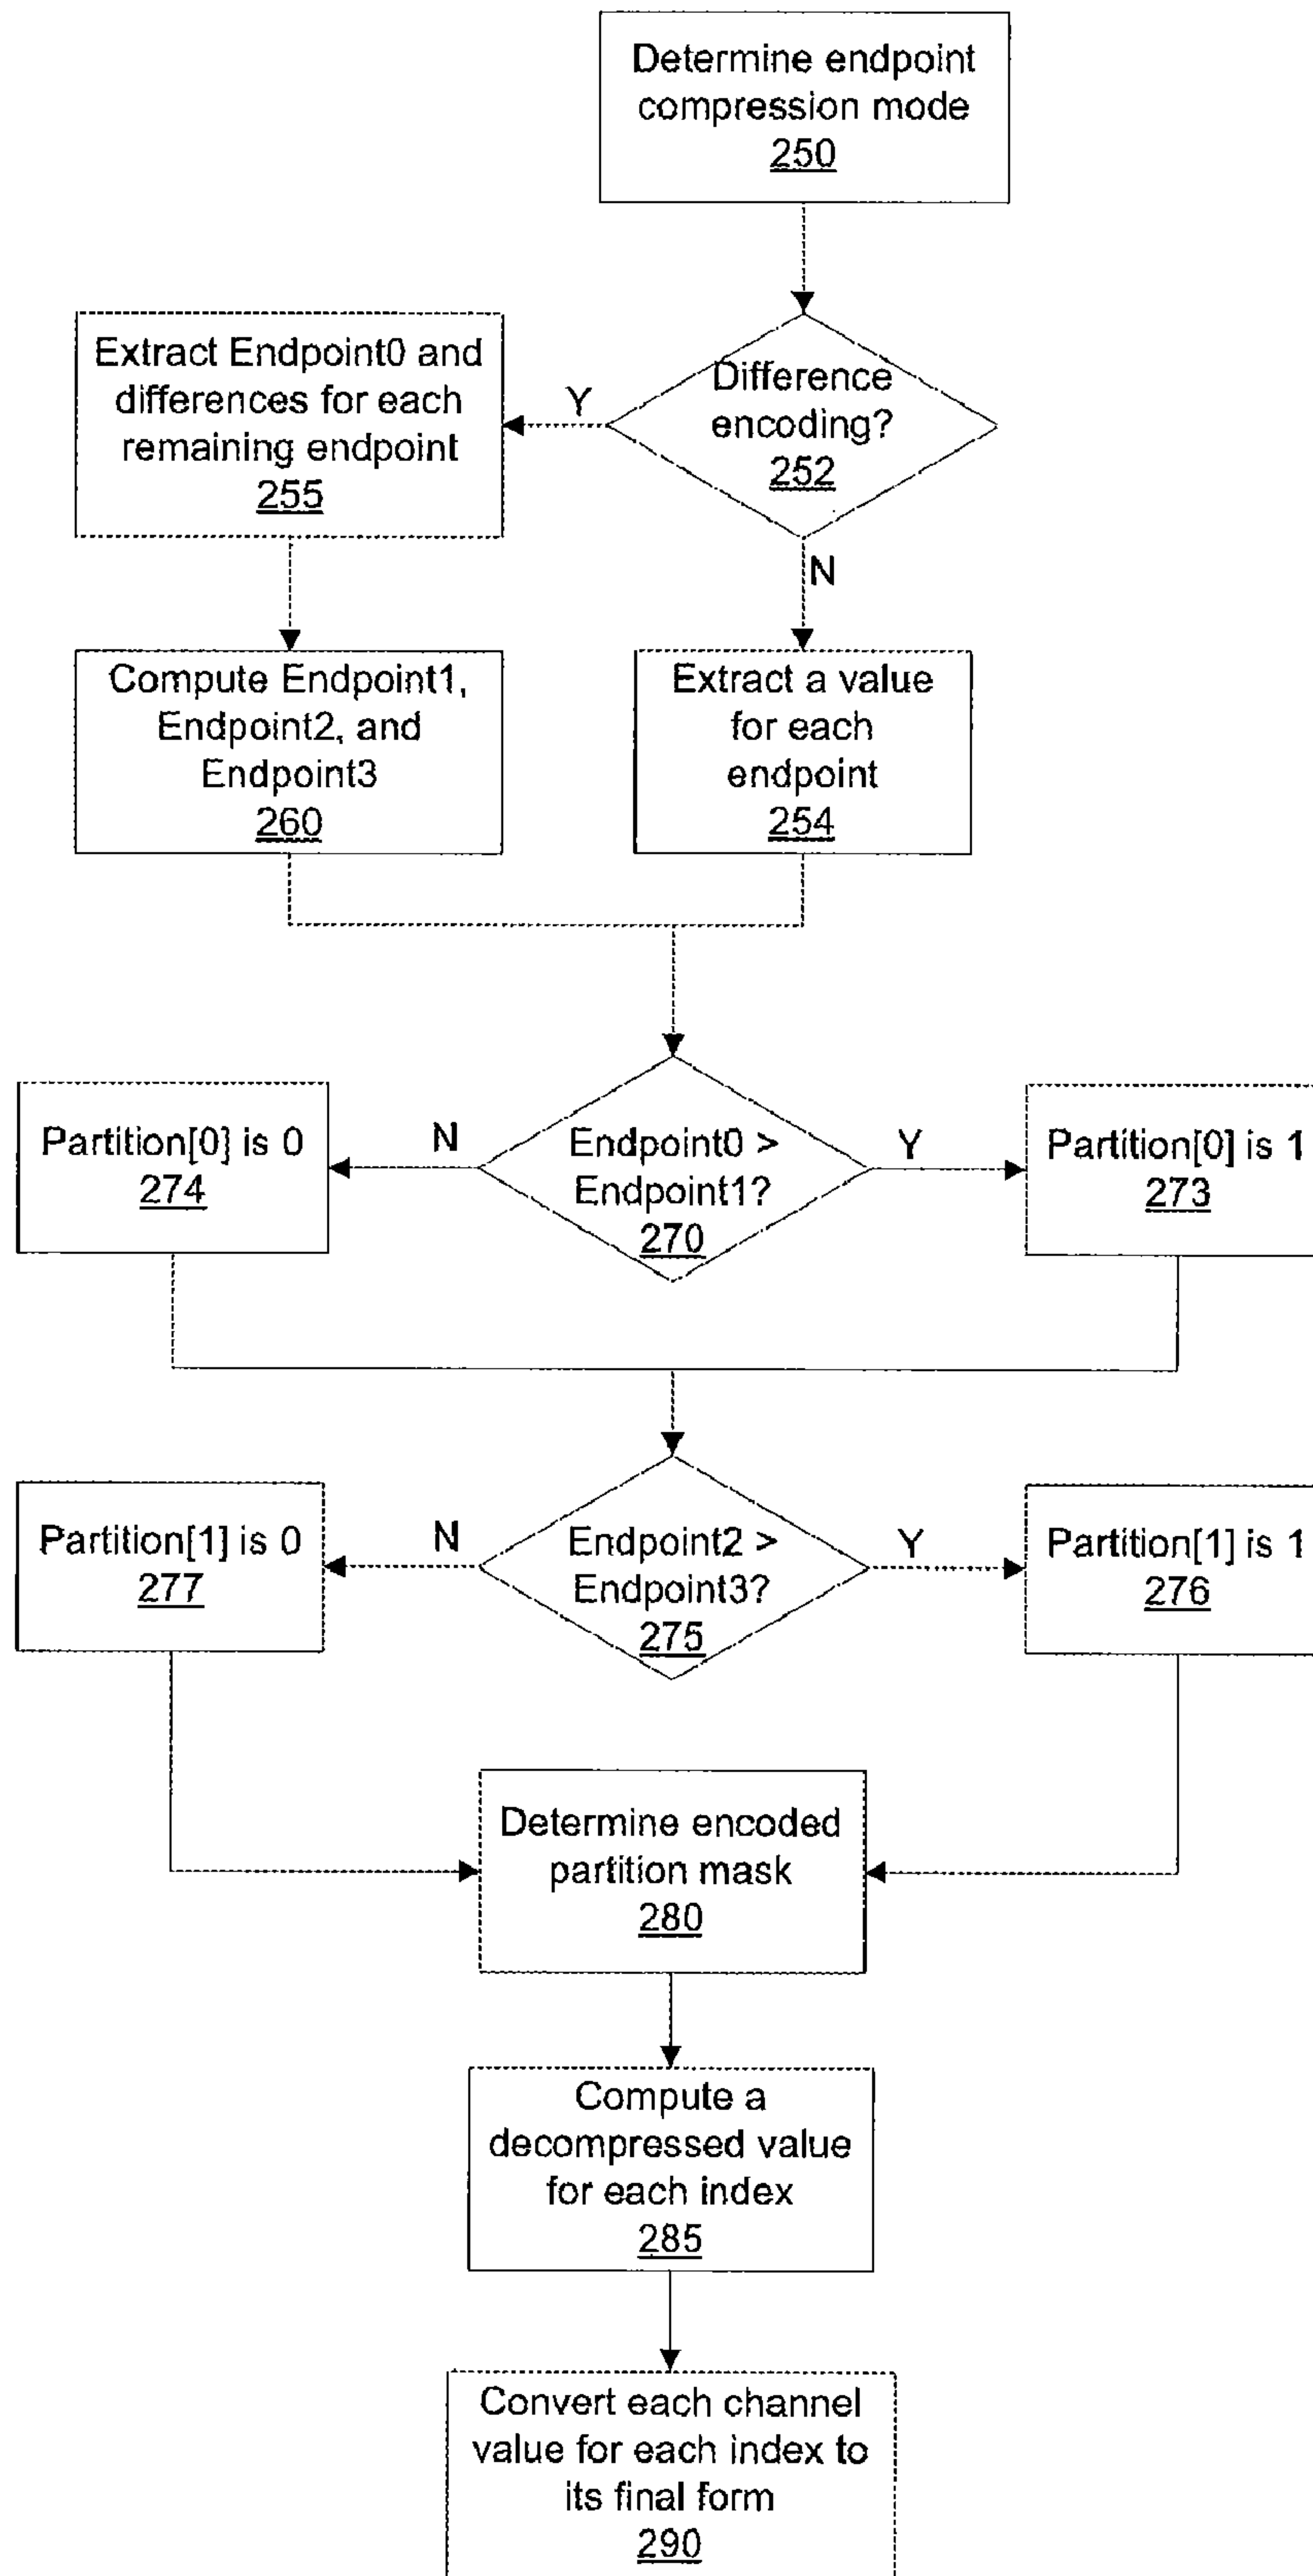 Determine endpoint
compression mode
250
Difference
encoding?
252
Y
N
Extract Endpoint0 and
differences for each
remaining endpoint
255
Compute Endpoint1,
Endpoint2, and
Endpoint3
260
Extract a value
for each
endpoint
254
Endpoint0 >
Endpoint1?
270
N
Y
Partition[0] is 0
274
Partition[0] is 1
273
Endpoint2 >
Endpoint3?
275
N
Y
Partition[1] is 0
277
Partition[1] is 1
276
Determine encoded
partition mask
280
Compute a
decompressed value
for each index
285
Convert each channel
value for each index to
its final form
290